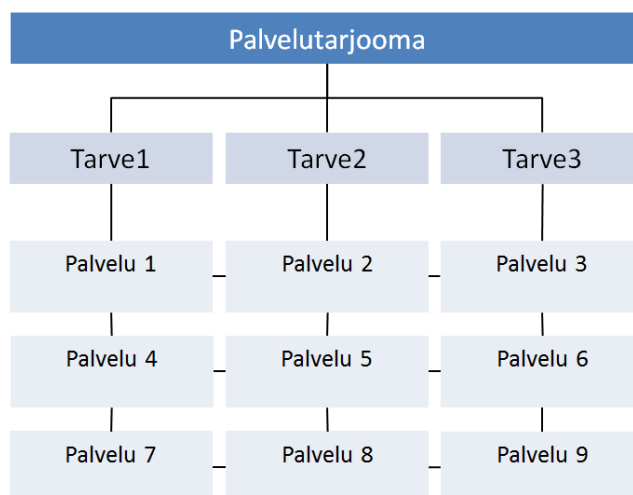 Palvelutarjooma
Tarve1
Tarve2
Tarve3
Palvelu 1
Palvelu 2
Palvelu 3
Palvelu 4
Palvelu 5
Palvelu 6
Palvelu 7
Palvelu 8
Palvelu 9